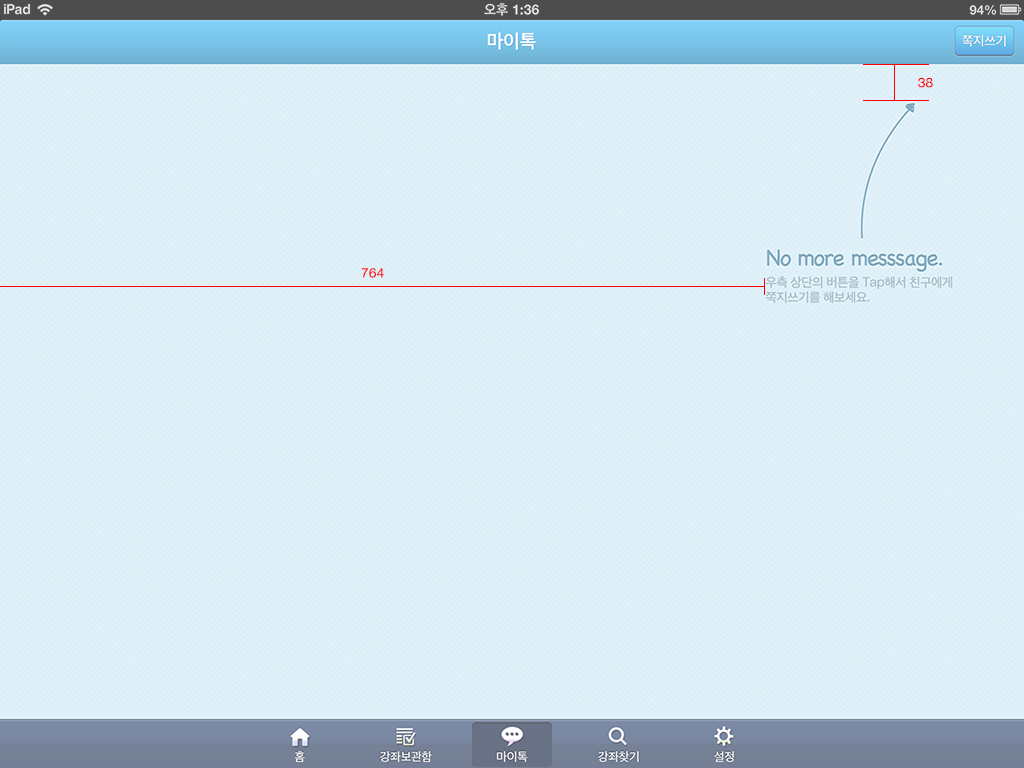 iPad 오후 1:36 94%
마이톡 쪽지쓰기
38
No more messsage.
764
우측 상단의 버튼을 Tap해서 친구에게
쪽지쓰기를 해보세요.
홈 강좌보관함 마이톡 강좌찾기 설정